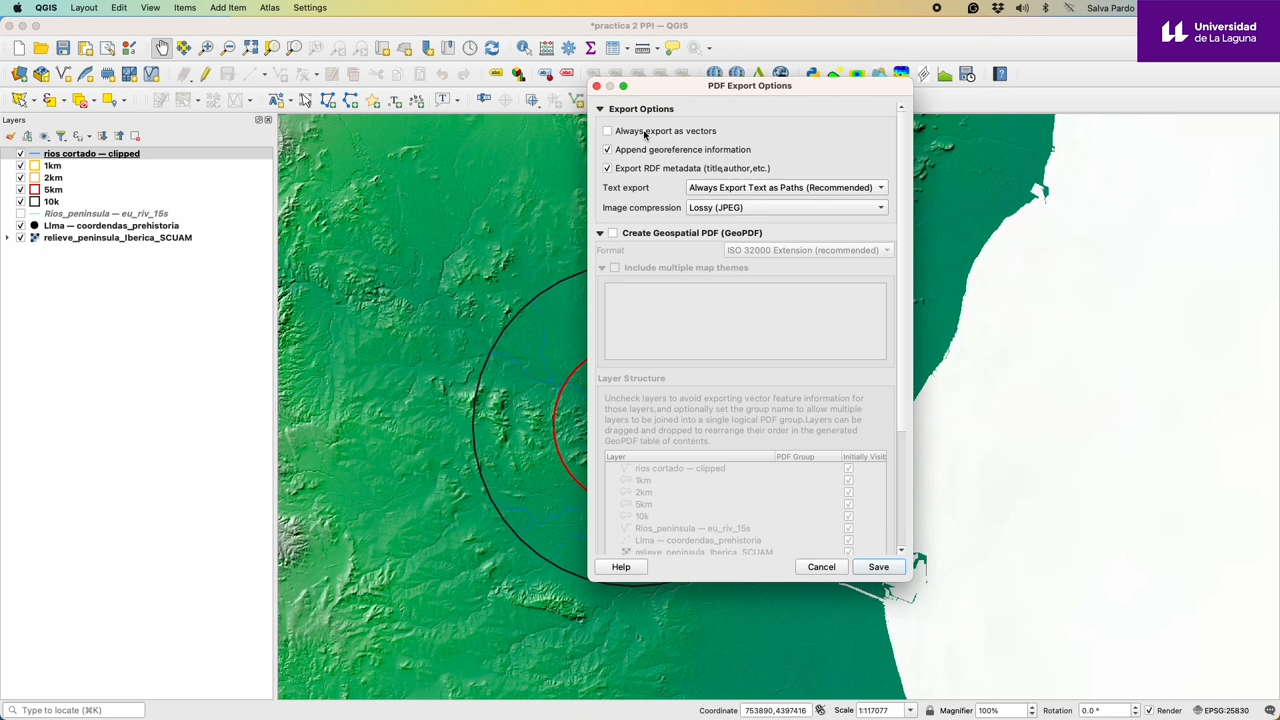 QGIS Layout Edit View Items Add Item Atlas Settings
Salva Pardo
Universidad
de La Laguna
*practica 2 PPI — QGIS
Layers
rios cortado — clipped
1km
2km
5km
10k
Rios_peninsula — eu_riv_15s
LIma — coordendas_prehistoria
relieve_peninsula_Iberica_SCUAM
PDF Export Options
Export Options
Always export as vectors
Append georeference information
Export RDF metadata (title,author,etc.)
Text export Always Export Text as Paths (Recommended)
Image compression Lossy (JPEG)
Create Geospatial PDF (GeoPDF)
Format ISO 32000 Extension (recommended)
Include multiple map themes
Layer Structure
Uncheck layers to avoid exporting vector feature information for
those layers,and optionally set the group name to allow multiple
layers to be joined into a single logical PDF group.Layers can be
dragged and dropped to rearrange their order in the generated
GeoPDF table of contents.
Layer PDF Group Initially Visib
rios cortado — clipped
1km
2km
5km
10k
Rios_peninsula — eu_riv_15s
LIma — coordendas_prehistoria
relieve_peninsula_Iberica_SCUAM
Help Cancel Save
Type to locate (⌘K) Coordinate 753890,4397416 Scale 1:117077 Magnifier 100% Rotation 0.0 ° Render EPSG:25830